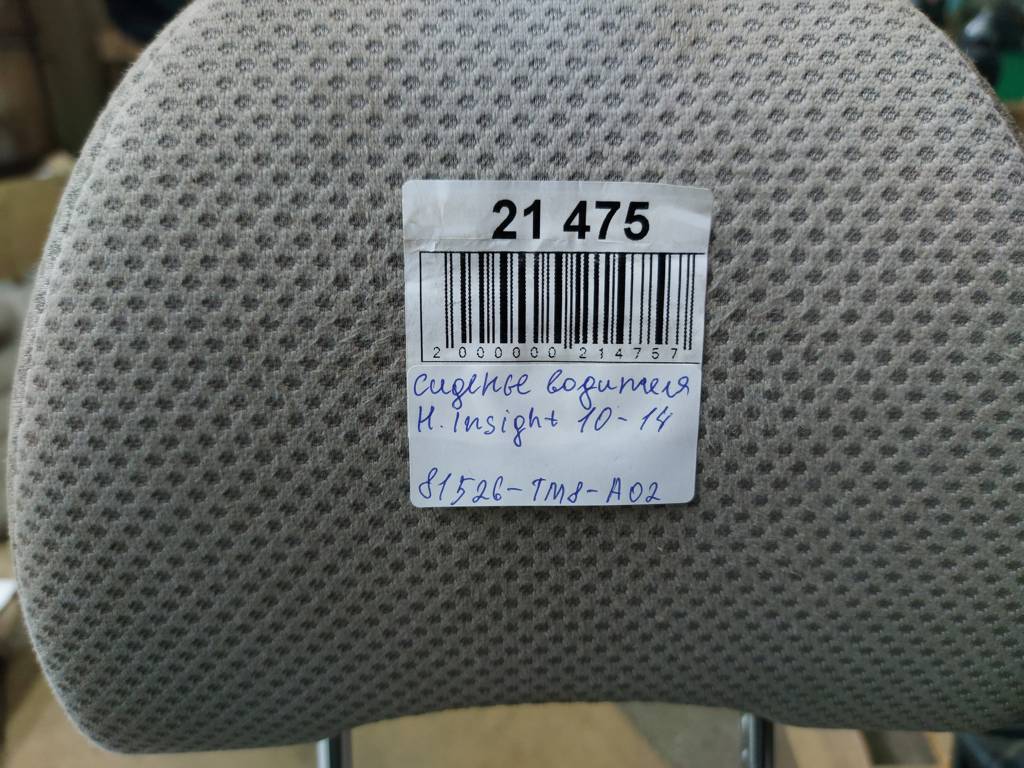 21 475
2 000000 214757
сиденье водителя
H. Insight 10-14
81526-TM8-A02